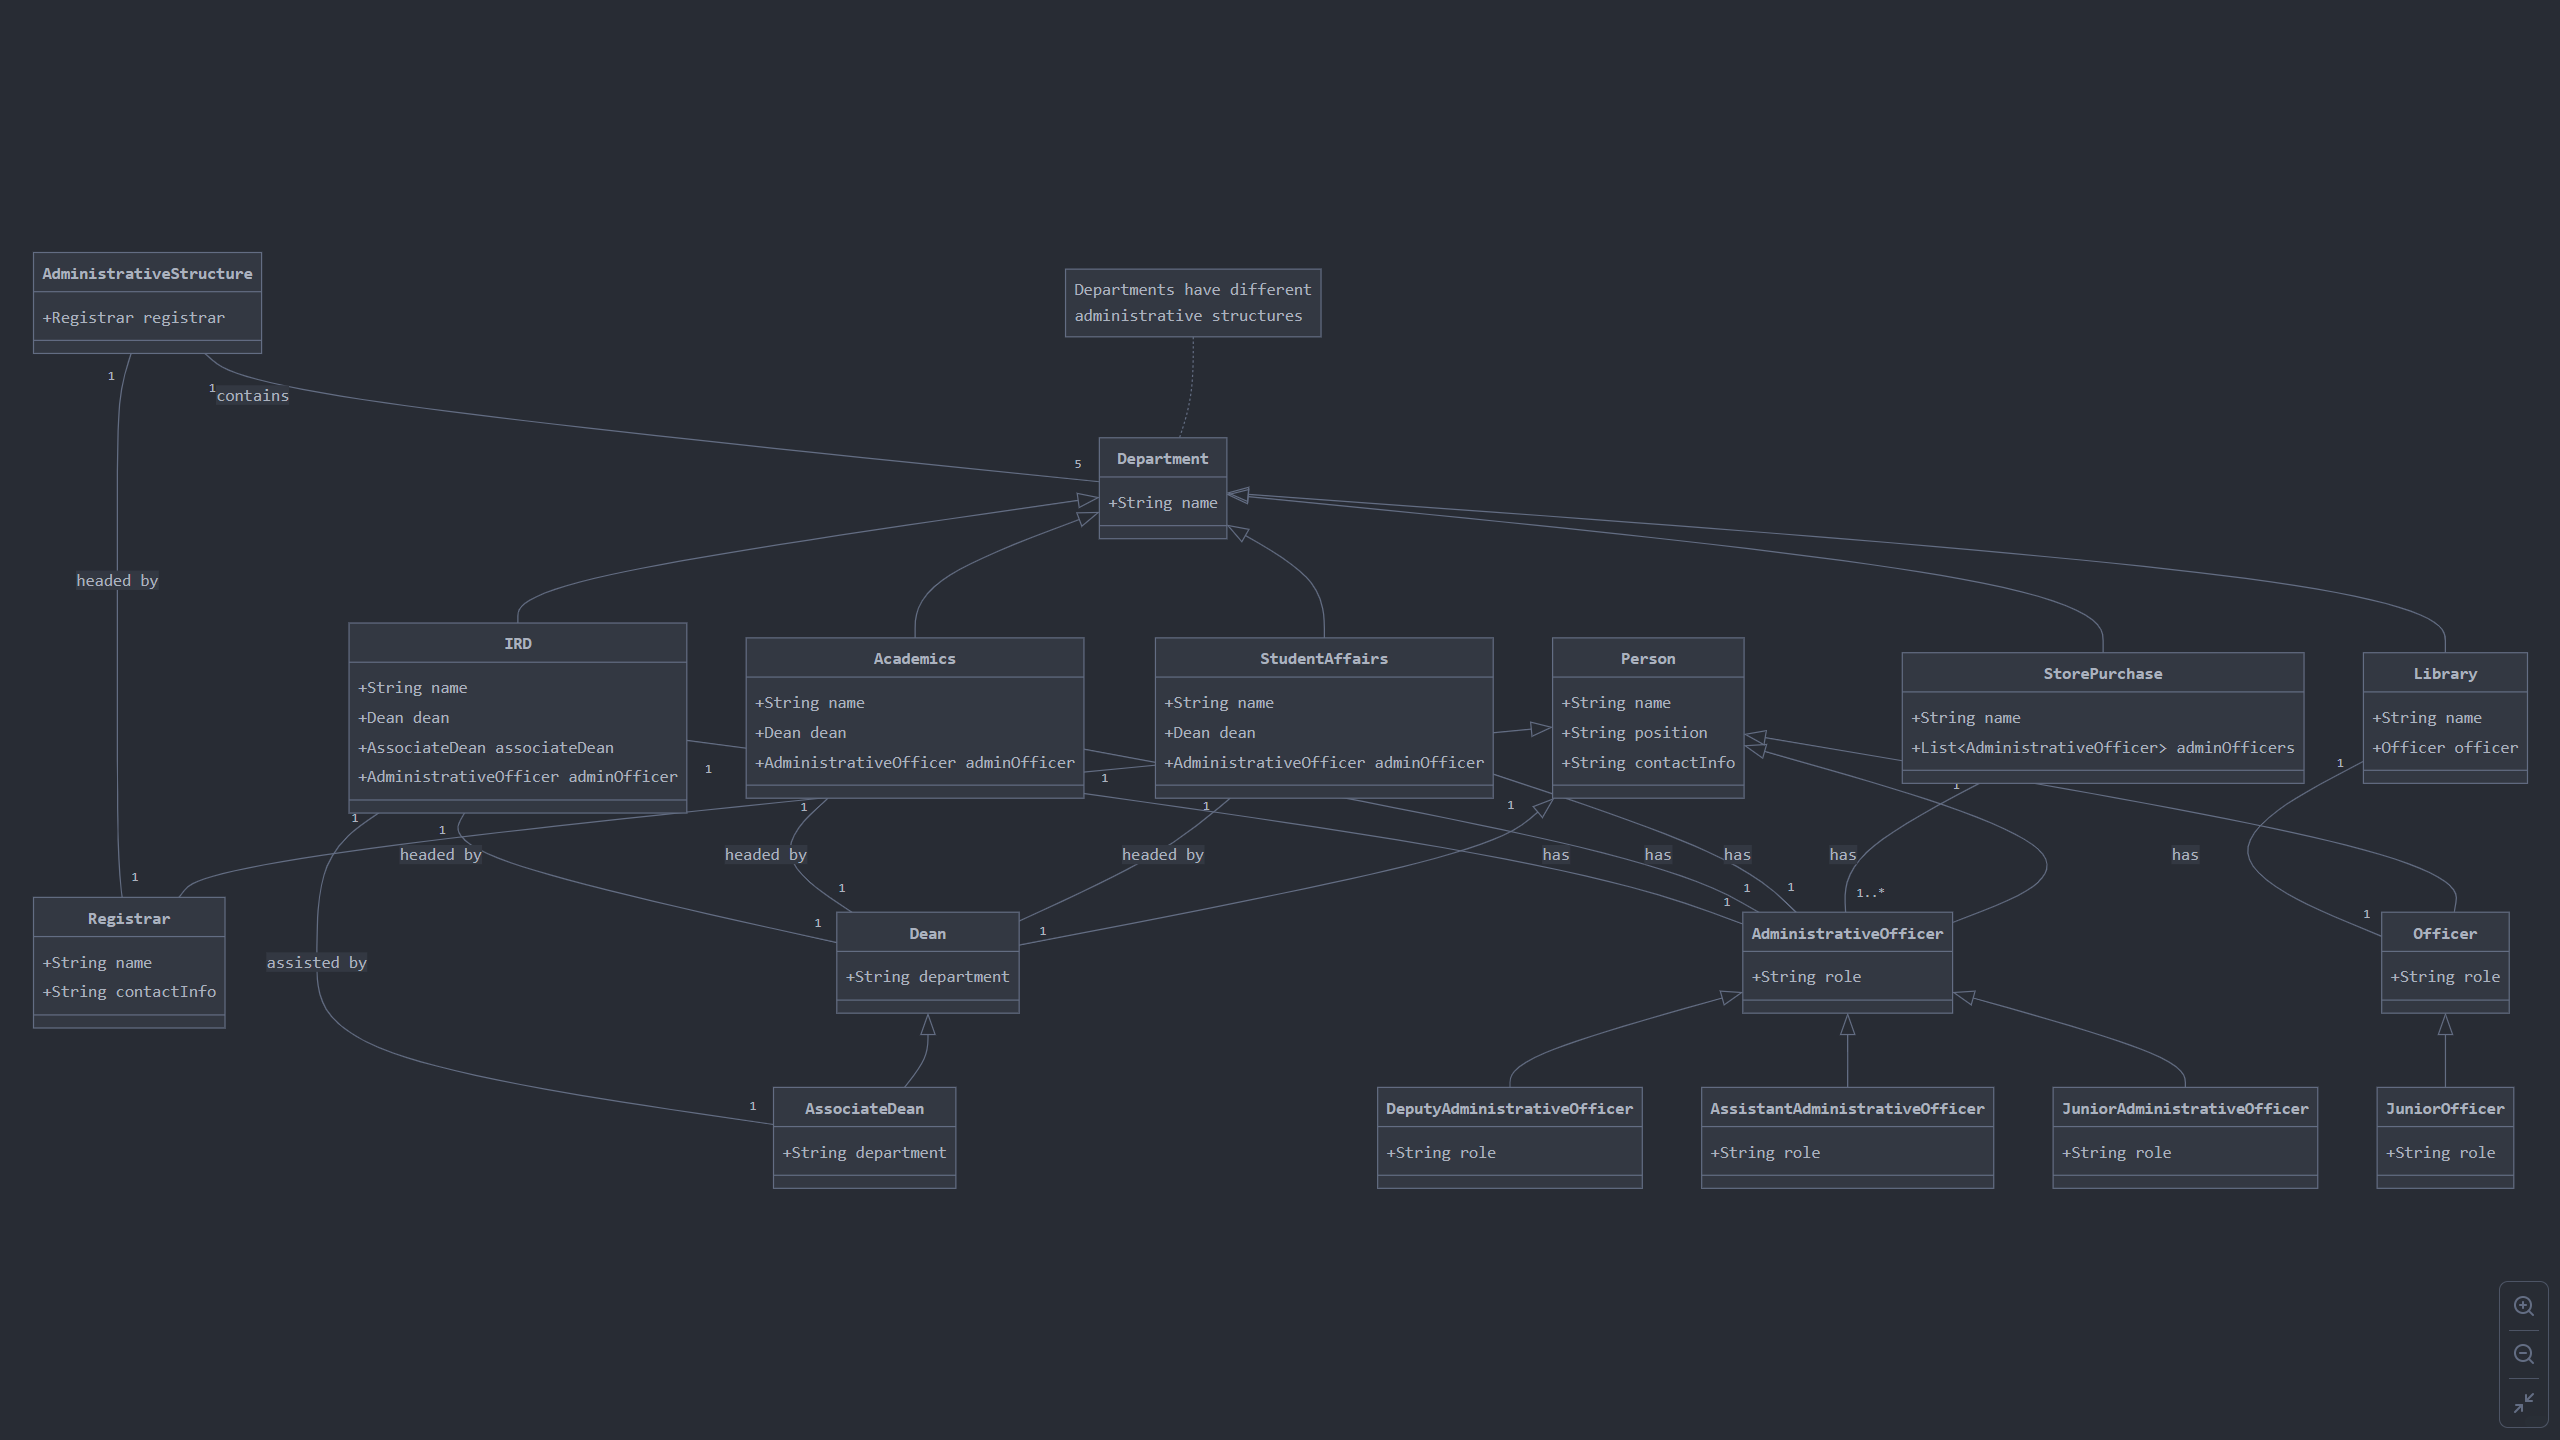 AdministrativeStructure
+Registrar registrar
Departments have different
administrative structures
1
1
contains
5
Department
+String name
headed by
IRD
+String name
+Dean dean
+AssociateDean associateDean
+AdministrativeOfficer adminOfficer
Academics
+String name
+Dean dean
+AdministrativeOfficer adminOfficer
StudentAffairs
+String name
+Dean dean
+AdministrativeOfficer adminOfficer
Person
+String name
+String position
+String contactInfo
StorePurchase
+String name
+List<AdministrativeOfficer> adminOfficers
Library
+String name
+Officer officer
1
1
1
1
1
1
1
1
1
headed by
headed by
headed by
has
has
has
has
has
1
1
1
1
1
1
1
1..*
1
Registrar
+String name
+String contactInfo
assisted by
Dean
+String department
AdministrativeOfficer
+String role
Officer
+String role
1
AssociateDean
+String department
DeputyAdministrativeOfficer
+String role
AssistantAdministrativeOfficer
+String role
JuniorAdministrativeOfficer
+String role
JuniorOfficer
+String role